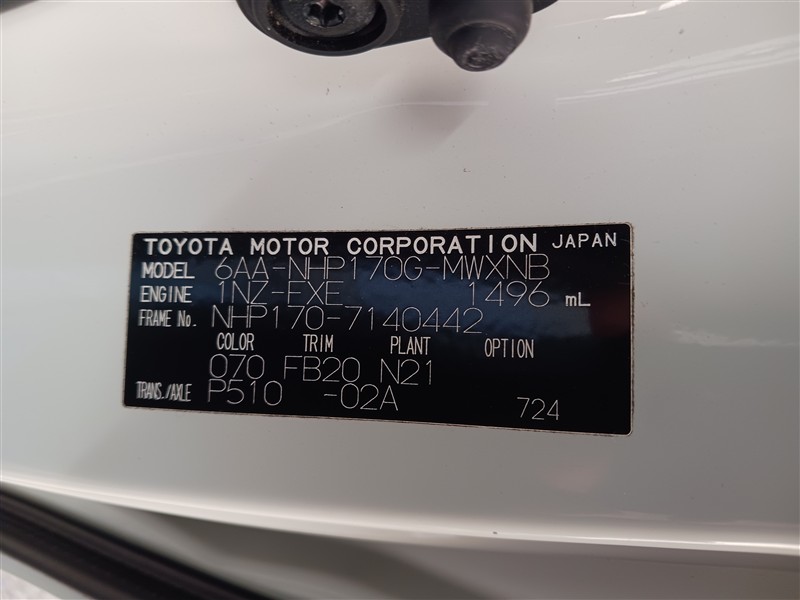 TOYOTA MOTOR CORPORATION JAPAN
MODEL 6AA-NHP170G-MWXNB
ENGINE 1NZ-FXE 1496 mL
FRAME No. NHP170-7140442
COLOR TRIM PLANT OPTION
070 FB20 N21
TRANS./AXLE P510 -02A 724